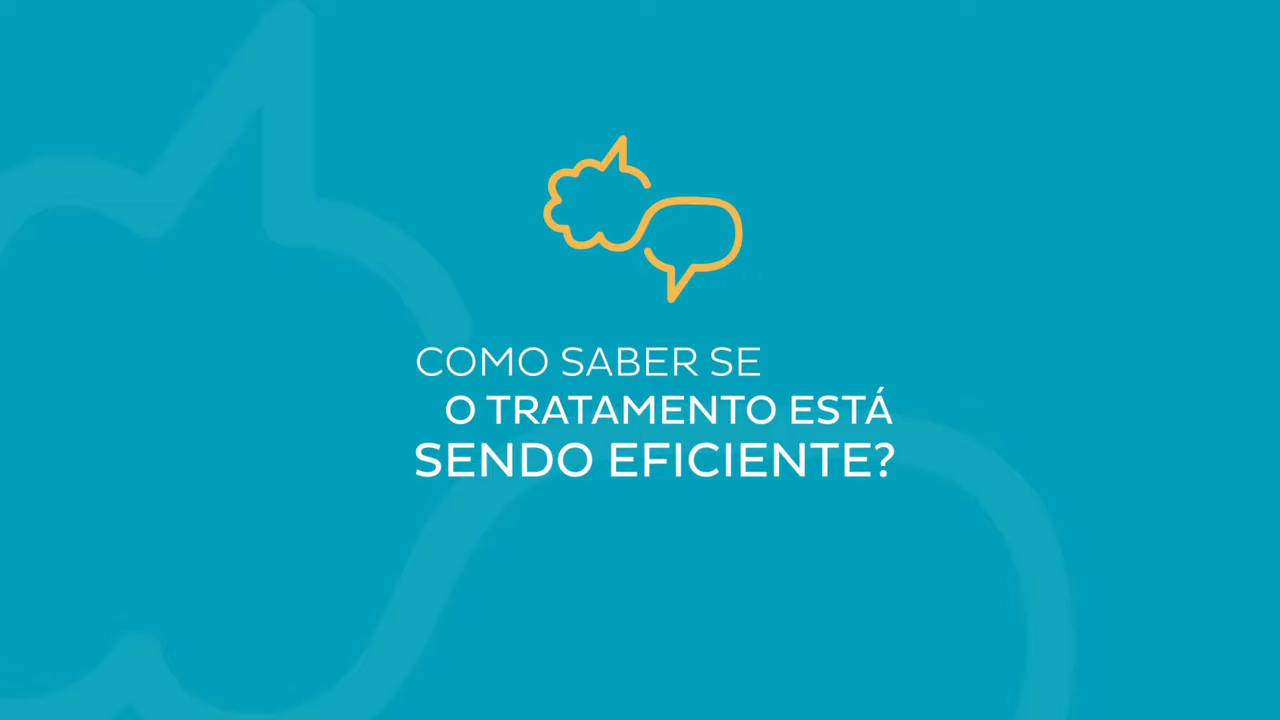 COMO SABER SE
O TRATAMENTO ESTÁ
SENDO EFICIENTE?